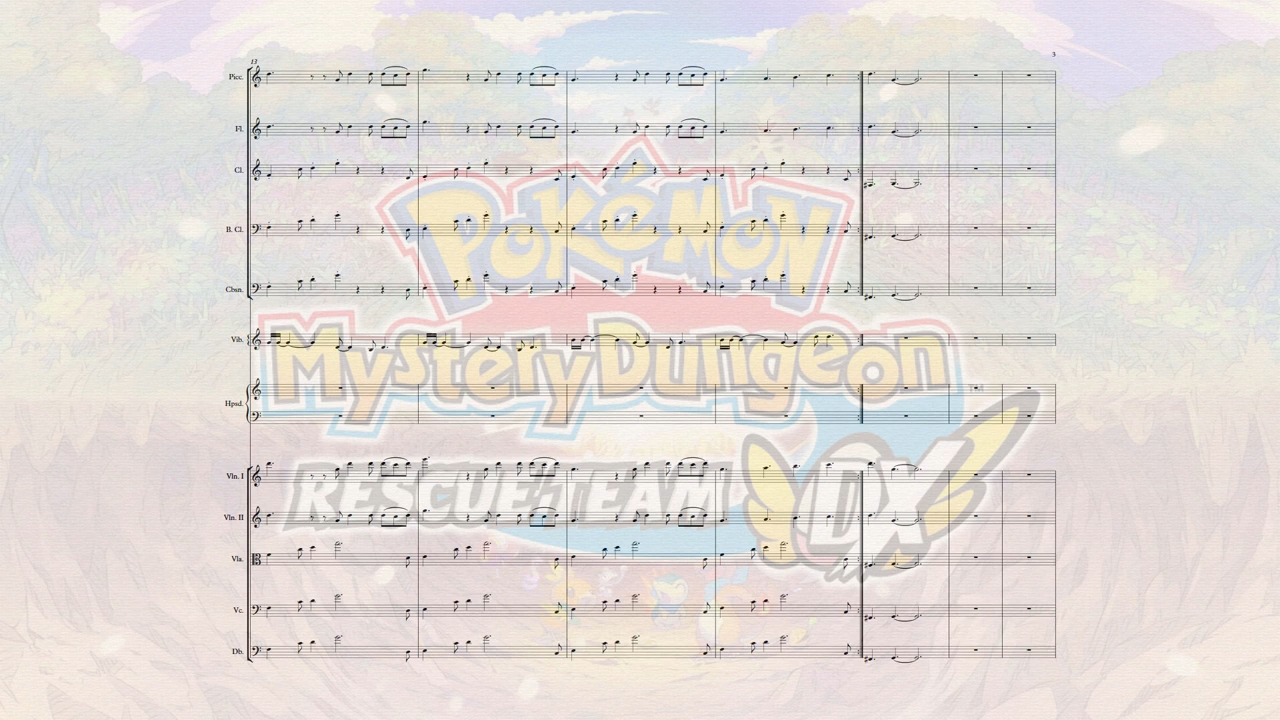 3
13
Picc.
Fl.
Cl.
B. Cl.
Cbsn.
Vib.
Hpsd.
Vln. I
Vln. II
Vla.
Vc.
Db.
POKéMON
Mystery Dungeon
RESCUE TEAM DX